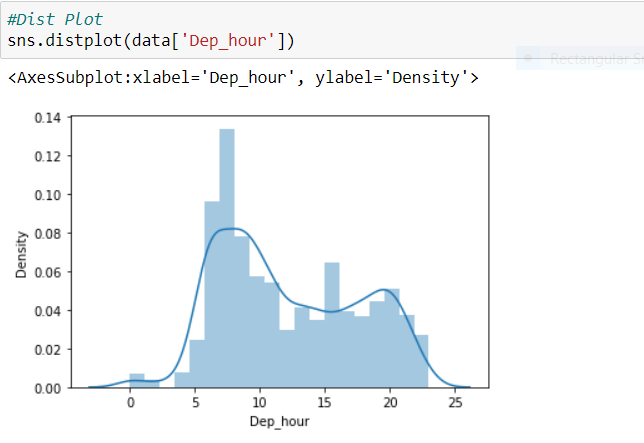 #Dist Plot
sns.distplot(data['Dep_hour'])
<AxesSubplot:xlabel='Dep_hour', ylabel='Density'>
Rectangular
0.14
0.12
0.10
0.08
0.06
0.04
0.02
0.00
Density
0 5 10 15 20 25
Dep_hour